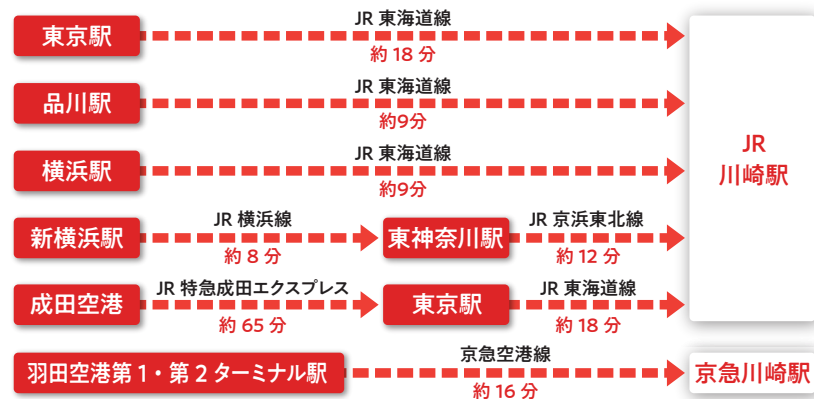 東京駅
JR 東海道線
約 18 分
品川駅
JR 東海道線
約9分
横浜駅
JR 東海道線
約9分
JR
川崎駅
新横浜駅
JR 横浜線
約 8 分
東神奈川駅
JR 京浜東北線
約 12 分
成田空港
JR 特急成田エクスプレス
約 65 分
東京駅
JR 東海道線
約 18 分
羽田空港第 1・第 2 ターミナル駅
京急空港線
約 16 分
京急川崎駅